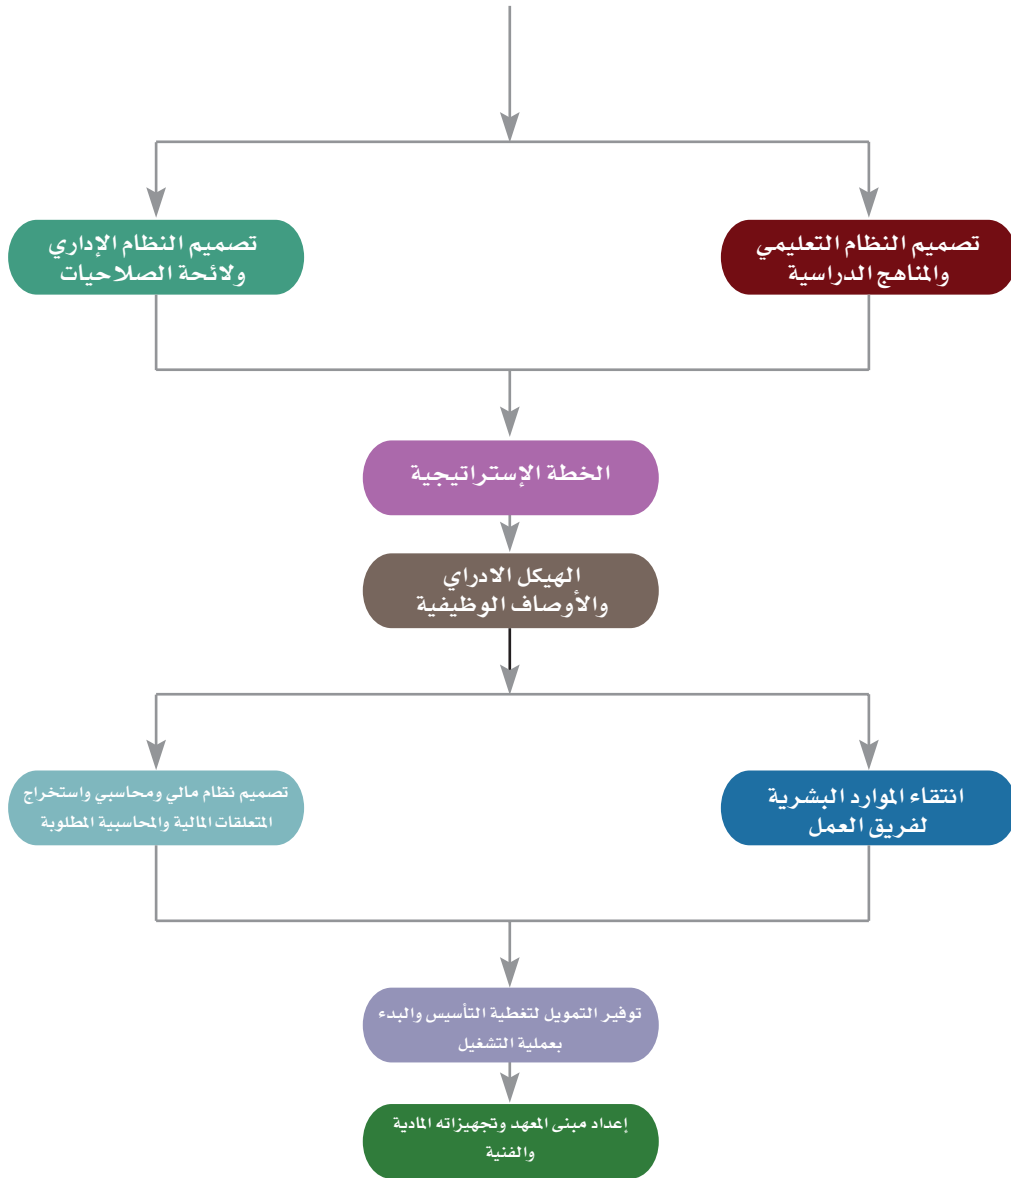 تصميم النظام التعليمي
والمناهج الدراسية
تصميم النظام الإداري
ولائحة الصلاحيات
الخطة الإستراتيجية
الهيكل الادراي
والأوصاف الوظيفية
انتقاء الموارد البشرية
لفريق العمل
تصميم نظام مالي ومحاسبي واستخراج
المتعلقات المالية والمحاسبية المطلوبة
توفير التمويل لتغطية التأسيس والبدء
بعملية التشغيل
إعداد مبنى المعهد وتجهيزاته المادية
والفنية